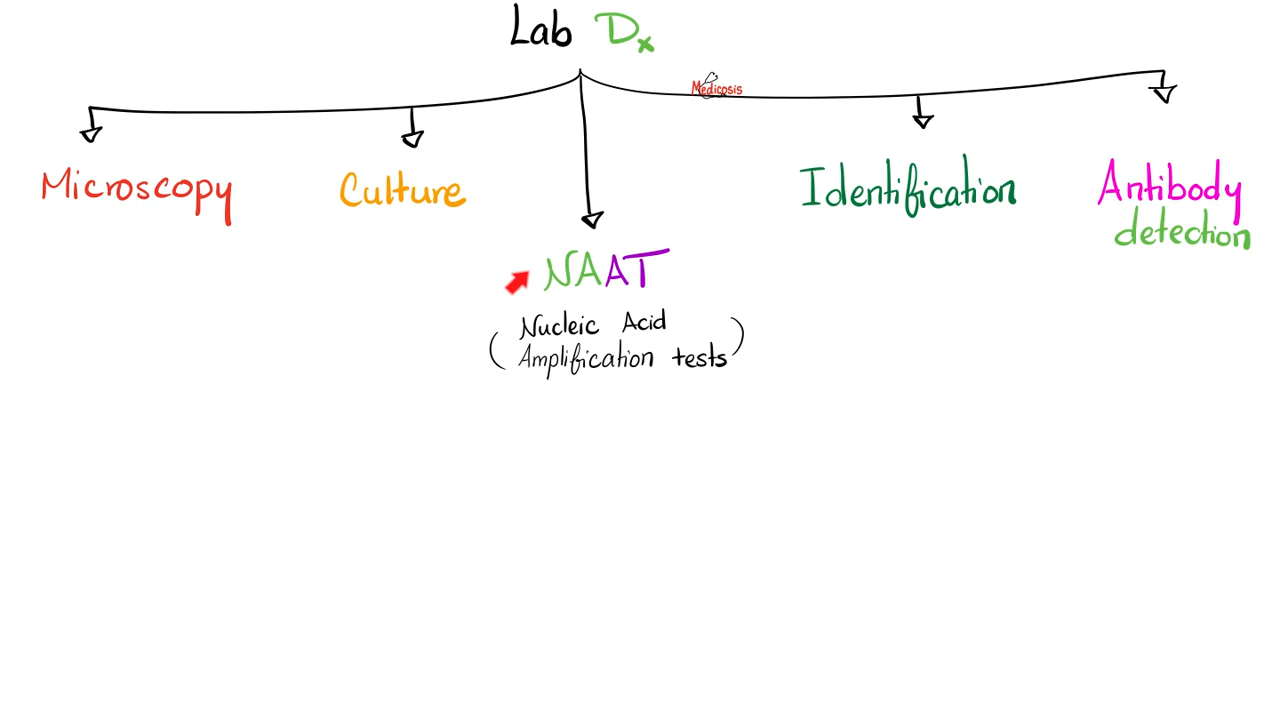 Lab Dx
Medicosis
Microscopy
Culture
Identification
Antibody
detection
NAAT
(Nucleic Acid
Amplification tests)